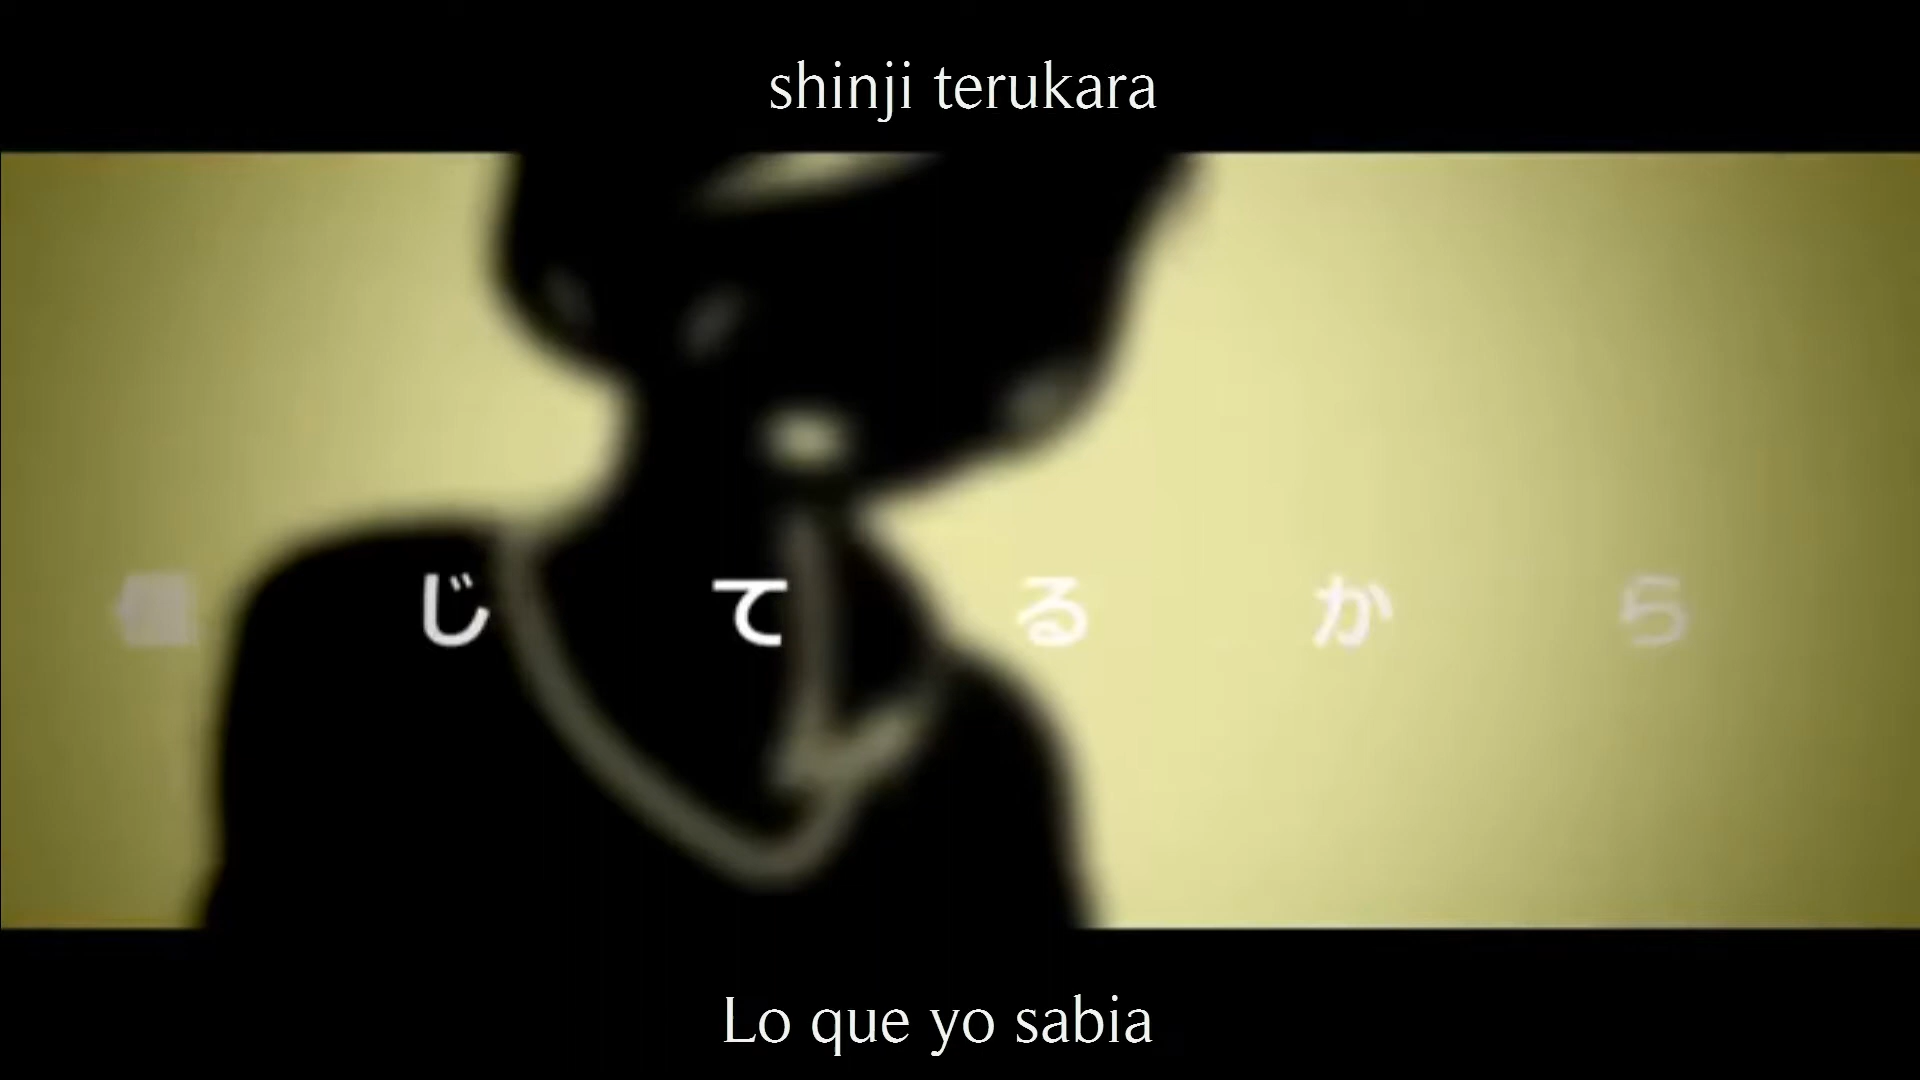 shinji terukara
じてるから
Lo que yo sabia